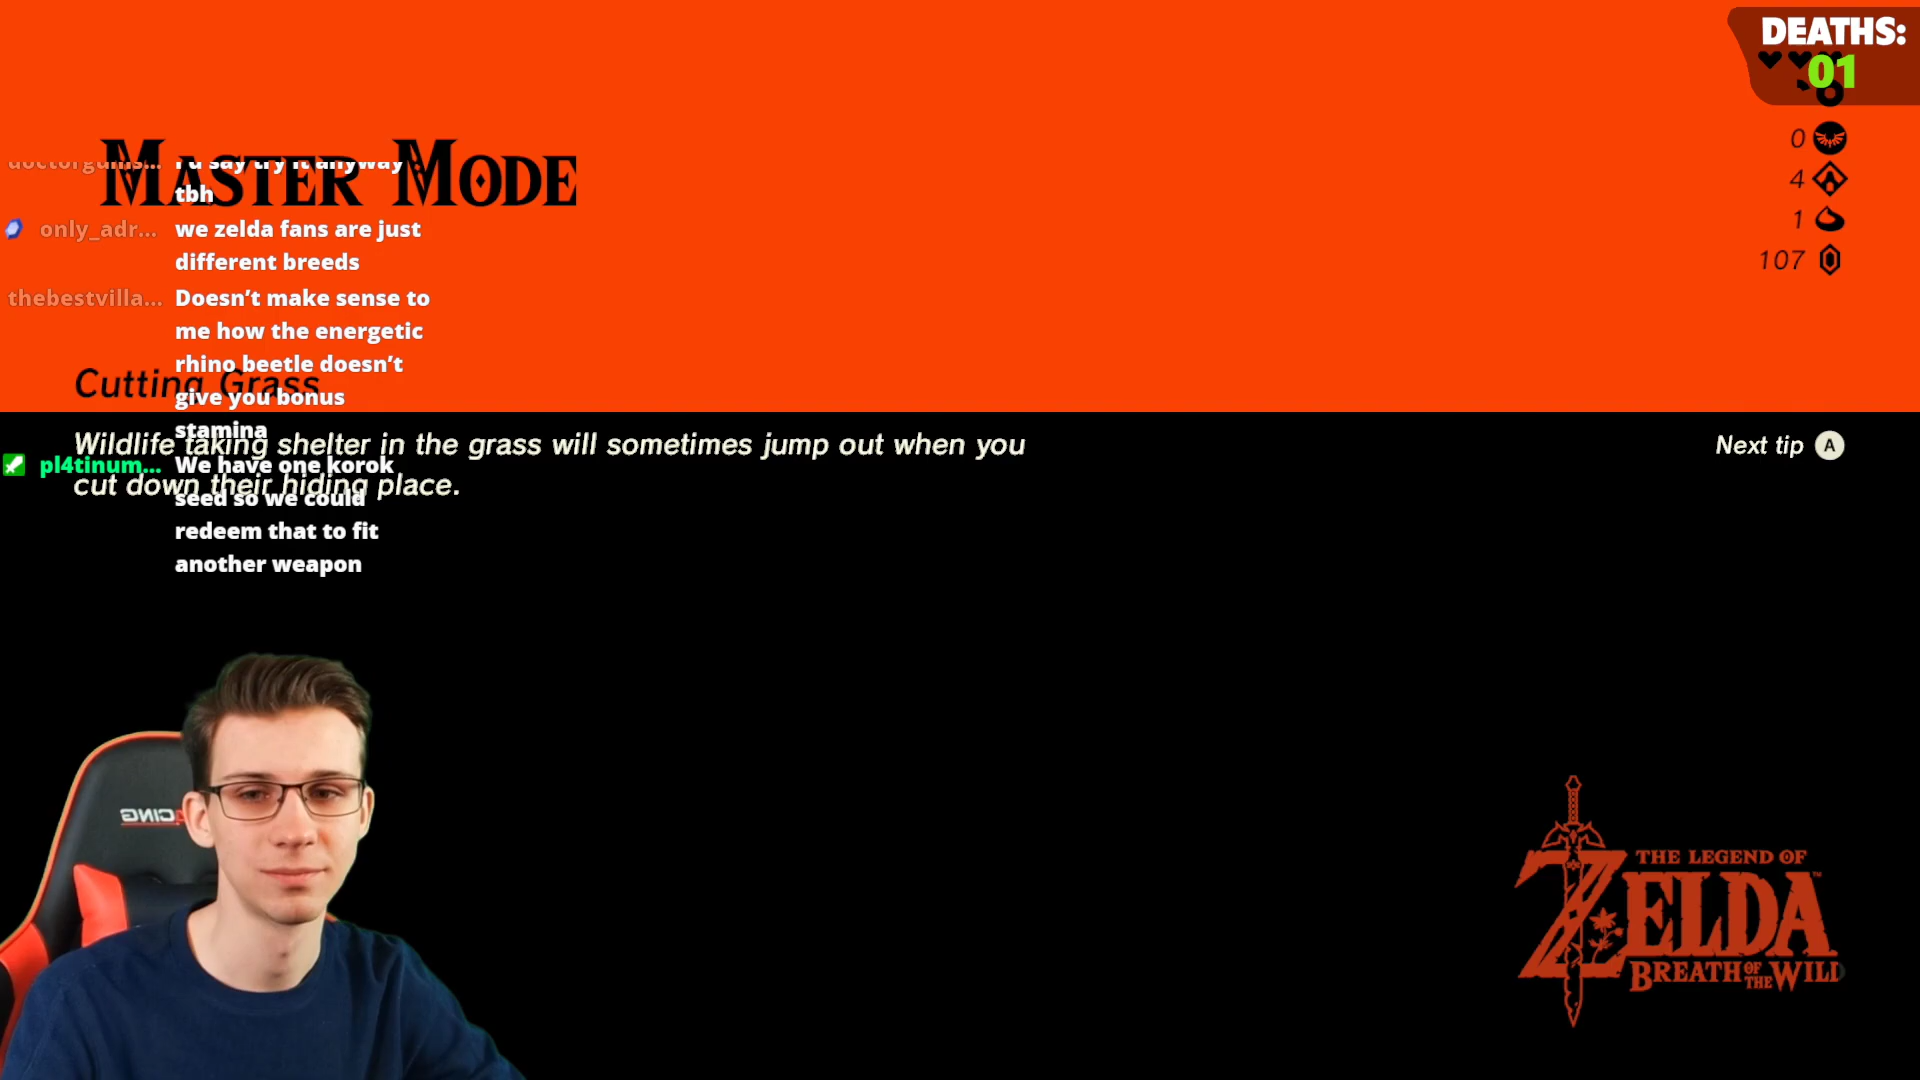 DEATHS:
01
MASTER MODE
0
4
1
107
I'd say try it anyway
tbh
only_adr... we zelda fans are just
different breeds
thebestvilla... Doesn't make sense to
me how the energetic
rhino beetle doesn't
give you bonus
stamina
pl4tinum... We have one korok
seed so we could
redeem that to fit
another weapon
Cutting Grass
Wildlife taking shelter in the grass will sometimes jump out when you
cut down their hiding place.
Next tip A
THE LEGEND OF
ZELDA
BREATH OF THE WILD